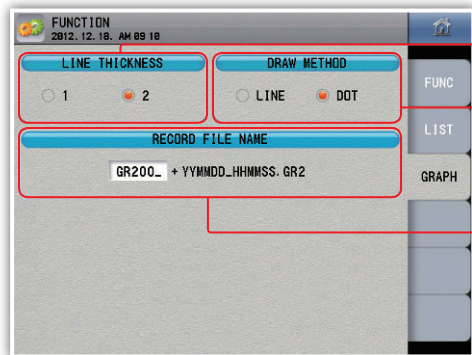 FUNCTION
2012. 12. 18. AM 09 10
LINE THICKNESS
DRAW METHOD
1
2
LINE
DOT
RECORD FILE NAME
GR200_ + YYMMDD_HHMMSS. GR2
FUNC
LIST
GRAPH